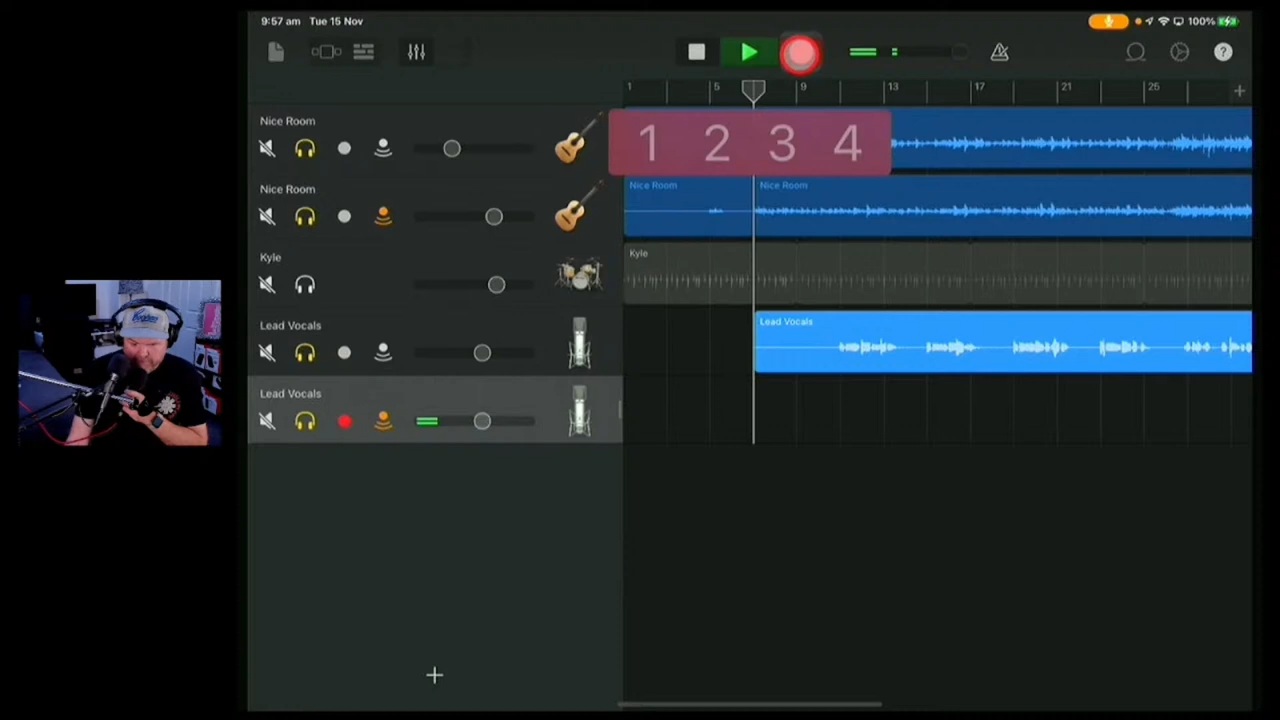 9:57 am Tue 15 Nov
100%
1 5 9 13 17 21 25
Nice Room
1 2 3 4
Nice Room
Nice Room
Nice Room
Kyle
Kyle
Lead Vocals
Lead Vocals
Lead Vocals